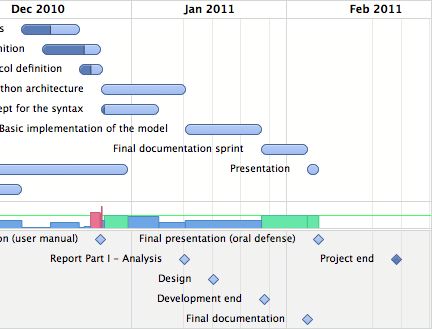 Dec 2010 Jan 2011 Feb 2011
s
nition
col definition
thon architecture
ept for the syntax
Basic implementation of the model
Final documentation sprint
Presentation
on (user manual) Final presentation (oral defense)
Report Part I – Analysis Project end
Design
Development end
Final documentation